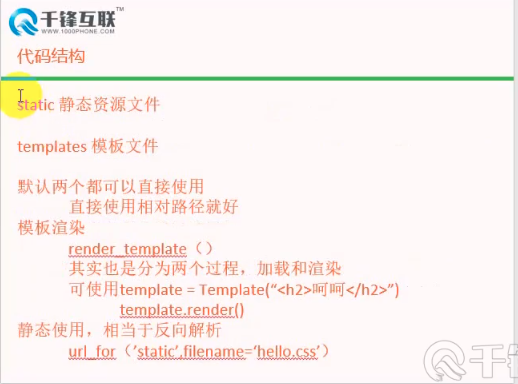 千锋互联™
WWW.1000PHONE.COM
代码结构
static 静态资源文件
templates 模板文件
默认两个都可以直接使用
直接使用相对路径就好
模板渲染
render_template（）
其实也是分为两个过程，加载和渲染
可使用template = Template(“<h2>呵呵</h2>”)
template.render()
静态使用，相当于反向解析
url_for（’static’,filename=’hello.css’）